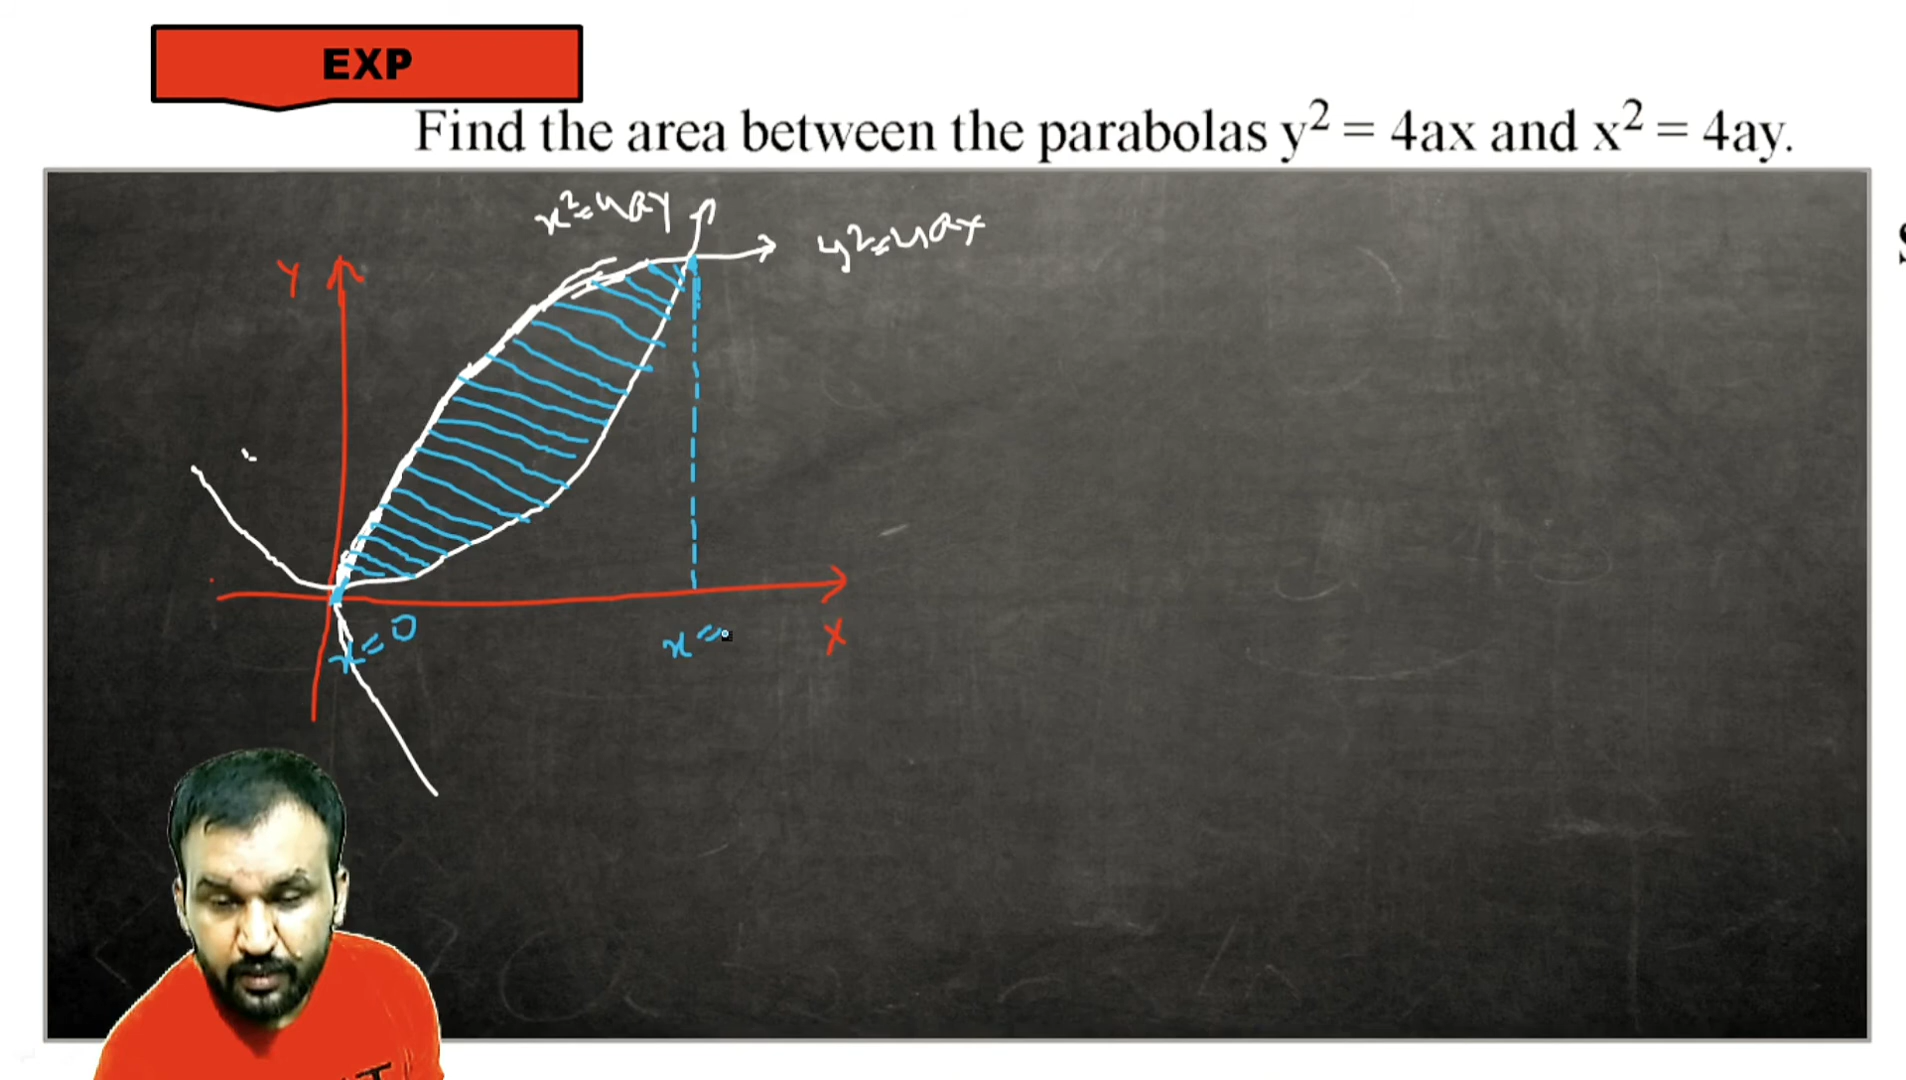 EXP
Find the area between the parabolas y² = 4ax and x² = 4ay.
x²=4ay
y²=4ax
Y
x=0
x=
X